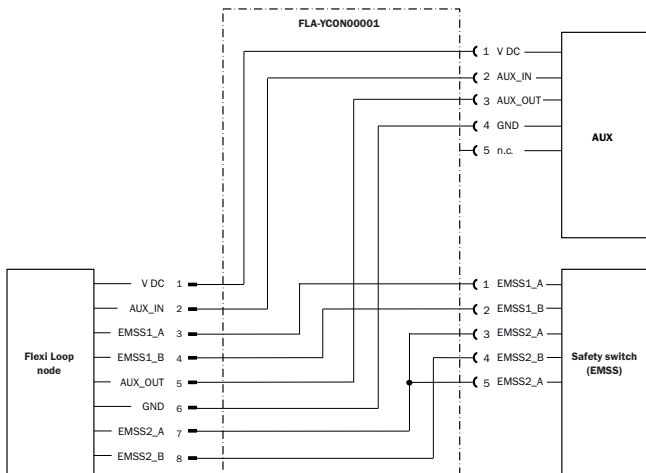 FLA-YCON00001
1 V DC
2 AUX_IN
3 AUX_OUT
4 GND
5 n.c.
AUX
V DC 1
AUX_IN 2
EMSS1_A 3
EMSS1_B 4
AUX_OUT 5
GND 6
EMSS2_A 7
EMSS2_B 8
Flexi Loop
node
1 EMSS1_A
2 EMSS1_B
3 EMSS2_A
4 EMSS2_B
5 EMSS2_A
Safety switch
(EMSS)